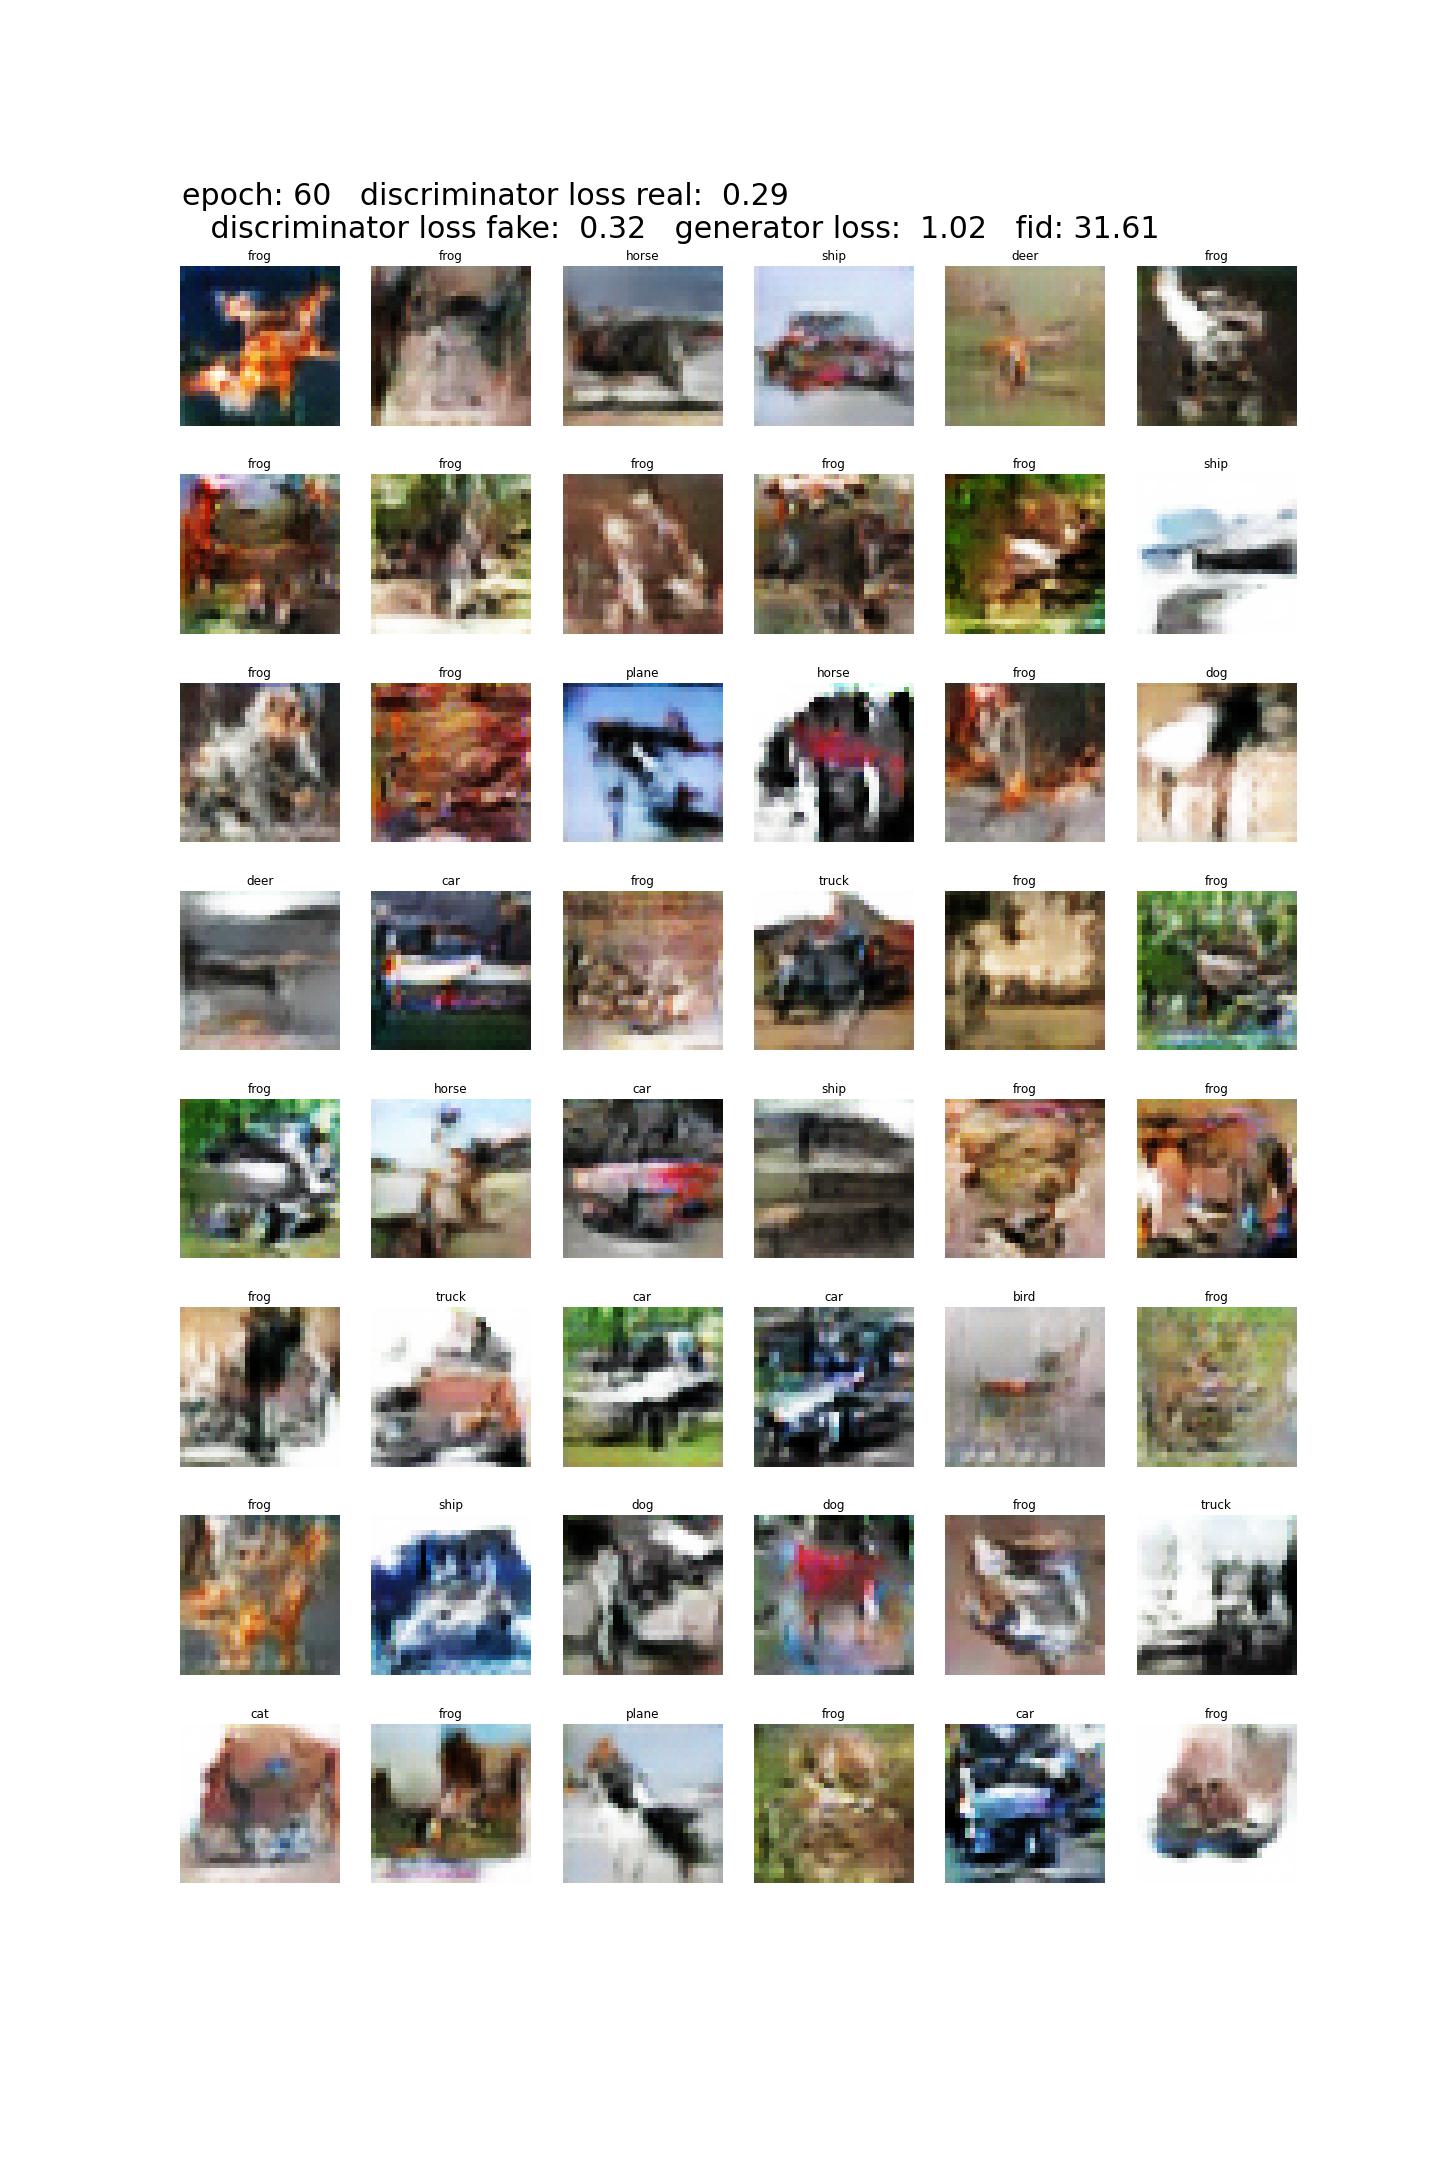 epoch: 60   discriminator loss real:  0.29
discriminator loss fake:  0.32   generator loss:  1.02   fid: 31.61
frog frog horse ship deer frog
frog frog frog frog frog ship
frog frog plane horse frog dog
deer car frog truck frog frog
frog horse car ship frog frog
frog truck car car bird frog
frog ship dog dog frog truck
cat frog plane frog car frog